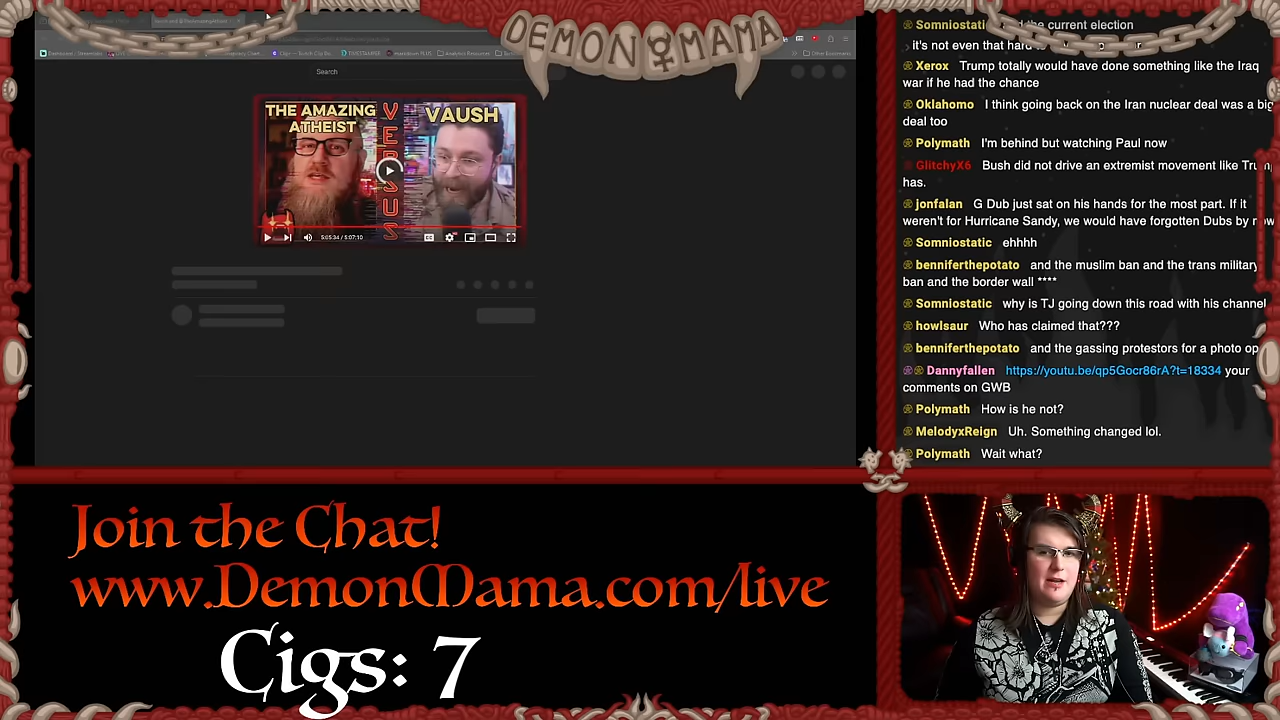 DEMON MAMA
Search
THE AMAZING
ATHEIST
VERSUS
VAUSH
5:05:34 / 5:07:10
Somniostatic
the current election
it's not even that hard
Xerox Trump totally would have done something like the Iraq
war if he had the chance
Oklahomo I think going back on the Iran nuclear deal was a big
deal too
Polymath I'm behind but watching Paul now
GlitchyX6 Bush did not drive an extremist movement like Trump
has.
jonfalan G Dub just sat on his hands for the most part. If it
weren't for Hurricane Sandy, we would have forgotten Dubs by now
Somniostatic ehhhh
benniferthepotato and the muslim ban and the trans military
ban and the border wall ****
Somniostatic why is TJ going down this road with his channel
howlsaur Who has claimed that???
benniferthepotato and the gassing protestors for a photo op
Dannyfallen https://youtu.be/qp5Gocr86rA?t=18334 your
comments on GWB
Polymath How is he not?
MelodyxReign Uh. Something changed lol.
Polymath Wait what?
Join the Chat!
www.DemonMama.com/live
Cigs: 7